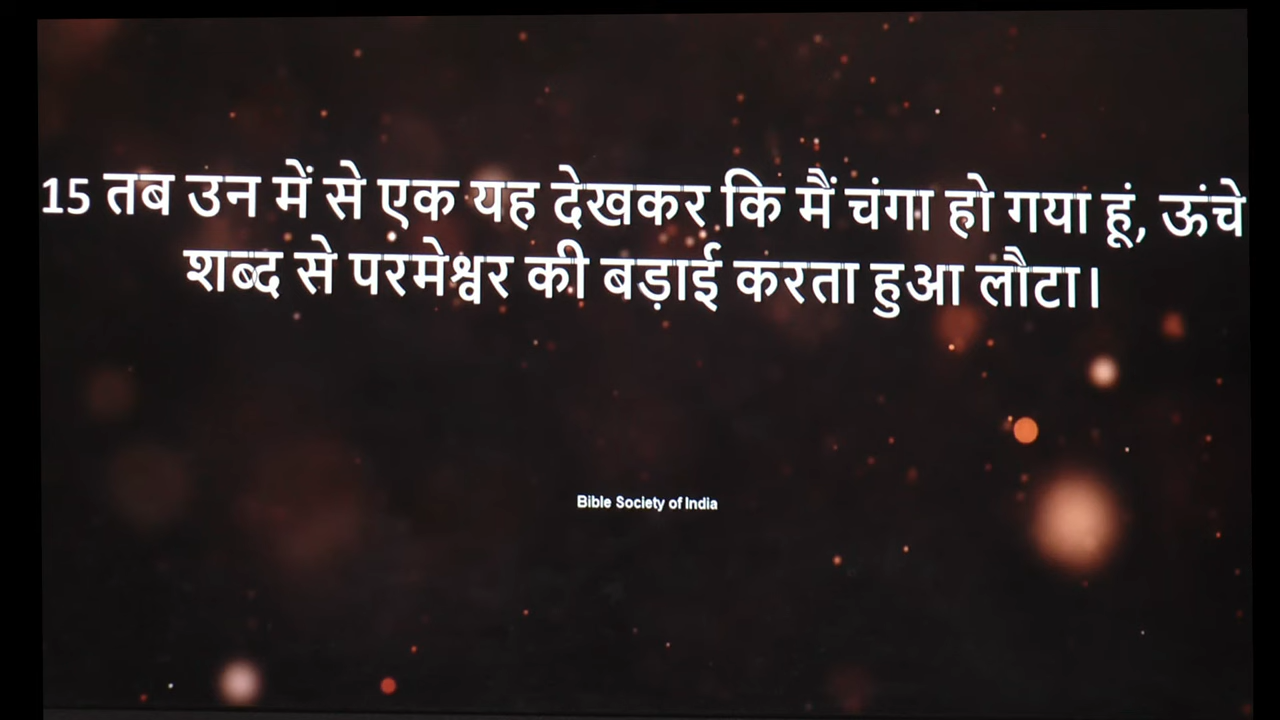 15 तब उन में से एक यह देखकर कि मैं चंगा हो गया हूं, ऊंचे
शब्द से परमेश्वर की बड़ाई करता हुआ लौटा।
Bible Society of India